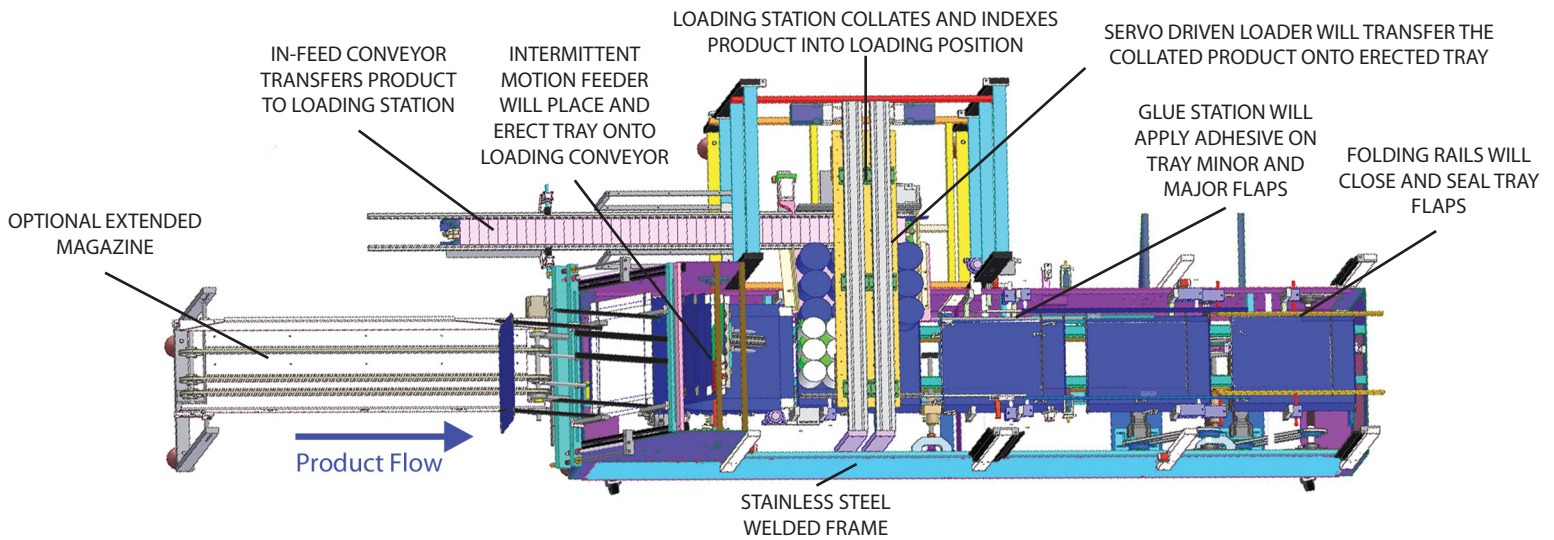 LOADING STATION COLLATES AND INDEXES
PRODUCT INTO LOADING POSITION
SERVO DRIVEN LOADER WILL TRANSFER THE
COLLATED PRODUCT ONTO ERECTED TRAY
IN-FEED CONVEYOR
TRANSFERS PRODUCT
TO LOADING STATION
INTERMITTENT
MOTION FEEDER
WILL PLACE AND
ERECT TRAY ONTO
LOADING CONVEYOR
GLUE STATION WILL
APPLY ADHESIVE ON
TRAY MINOR AND
MAJOR FLAPS
FOLDING RAILS WILL
CLOSE AND SEAL TRAY
FLAPS
OPTIONAL EXTENDED
MAGAZINE
Product Flow
STAINLESS STEEL
WELDED FRAME